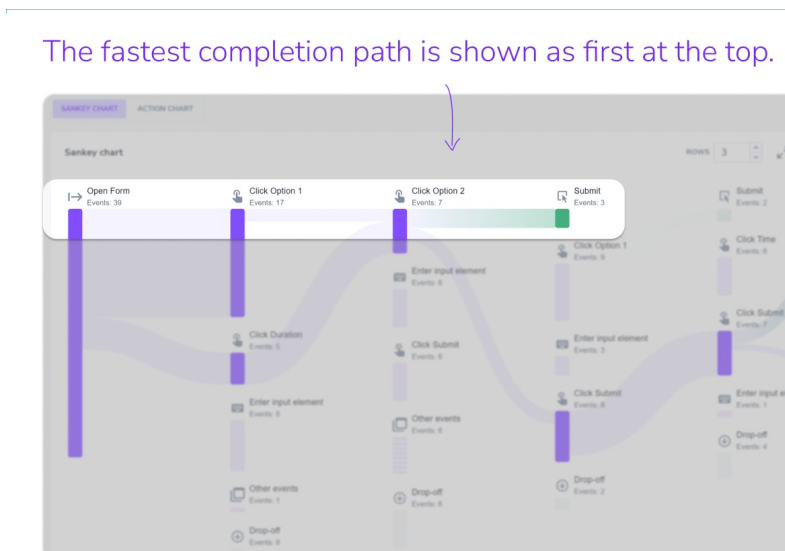 The fastest completion path is shown as first at the top.
SANKEY CHART ACTION CHART
Sankey chart
ROWS 3
Open Form
Events: 39
Click Option 1
Events: 17
Click Option 2
Events: 7
Submit
Events: 3
Submit
Events: 2
Click Option 1
Events: 9
Click Time
Events: 6
Enter input element
Events: 8
Click Submit
Events: 7
Click Duration
Events: 5
Click Submit
Events: 6
Enter input element
Events: 3
Enter input element
Events: 8
Other events
Events: 6
Click Submit
Events: 8
Enter input
Events: 1
Other events
Events: 1
Drop-off
Events: 8
Drop-off
Events: 2
Drop-off
Events: 4
Drop-off
Events: 8